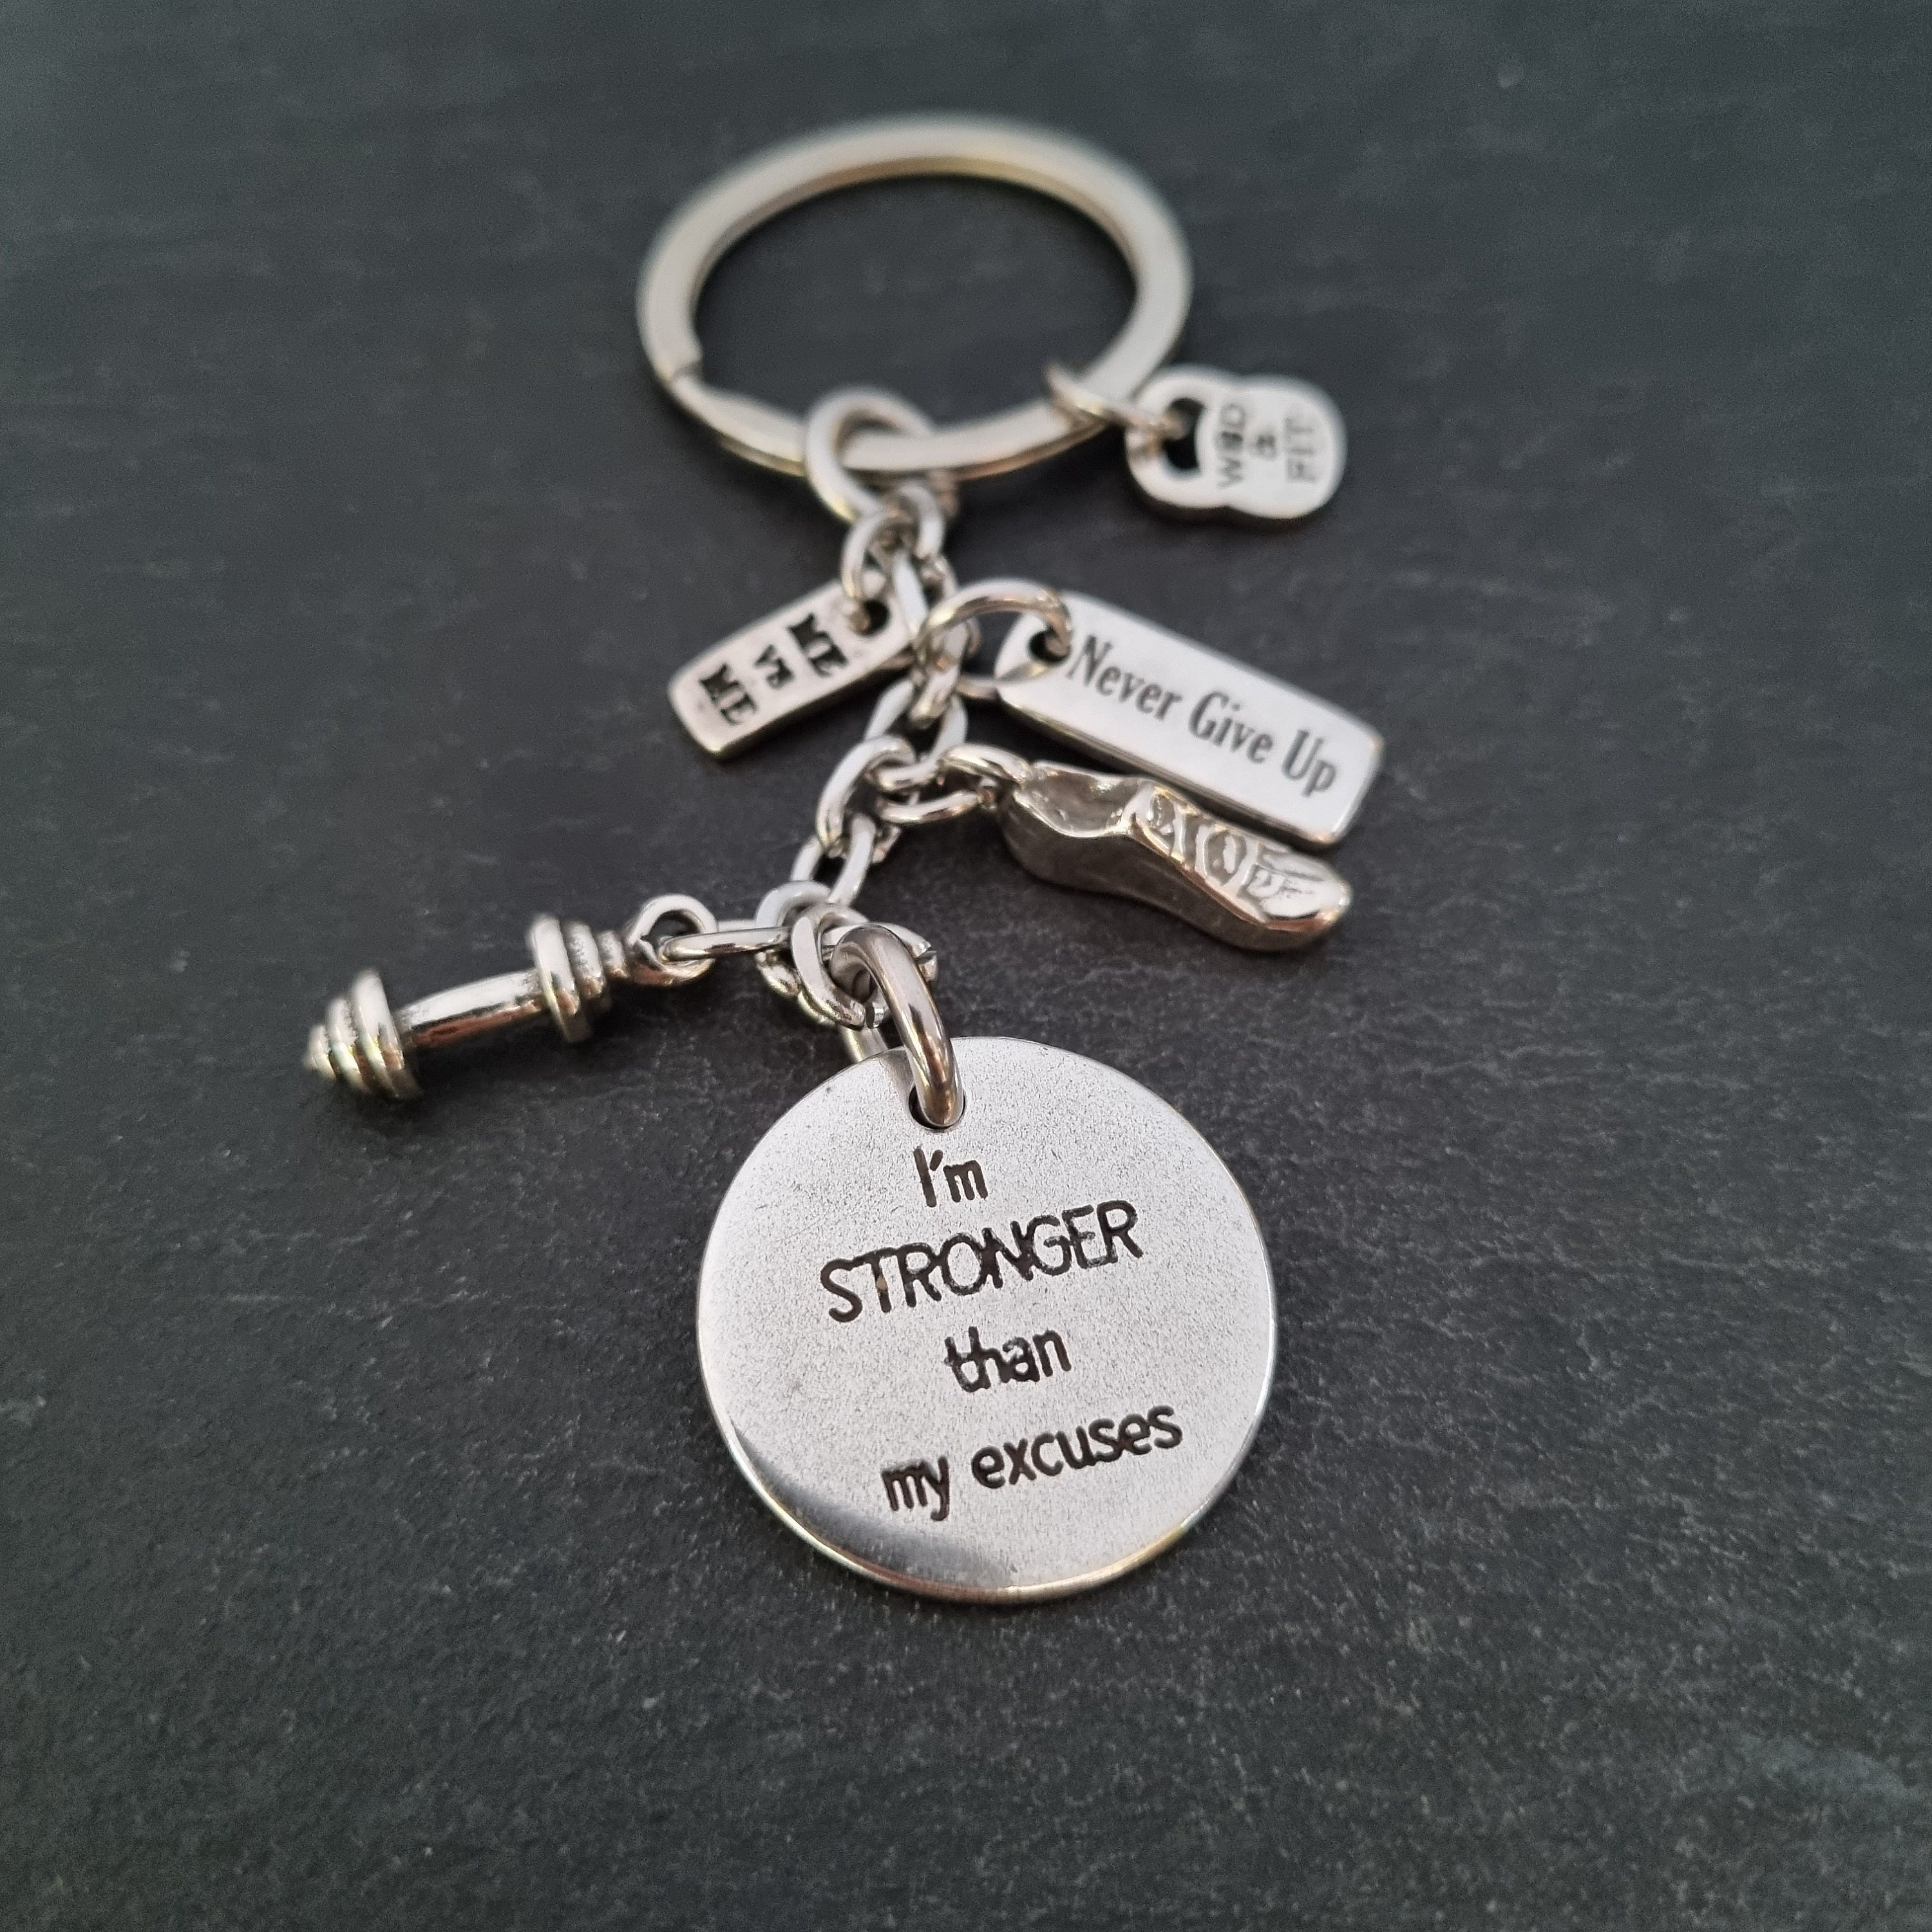 WOD
&
FIT
ME
vs
ME
Never Give Up
I'm
STRONGER
than
my excuses